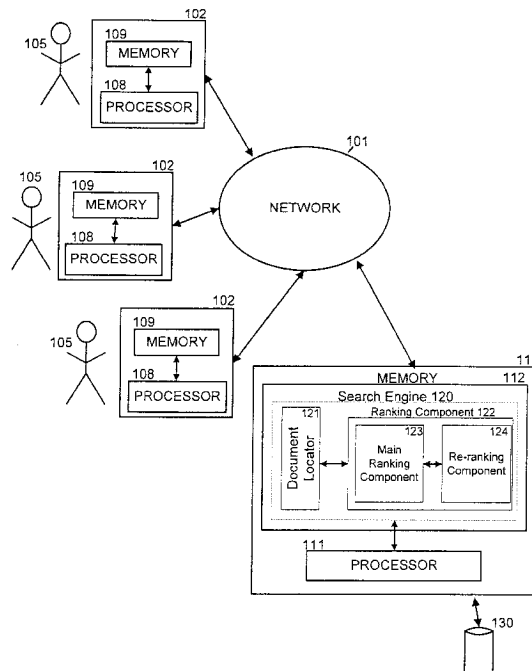 102
105
109
MEMORY
108
PROCESSOR
102
105
109
MEMORY
108
PROCESSOR
101
NETWORK
102
105
109
MEMORY
108
PROCESSOR
11
MEMORY
112
Search Engine 120
Ranking Component 122
121
Document Locator
123
Main
Ranking
Component
124
Re-ranking
Component
111
PROCESSOR
130